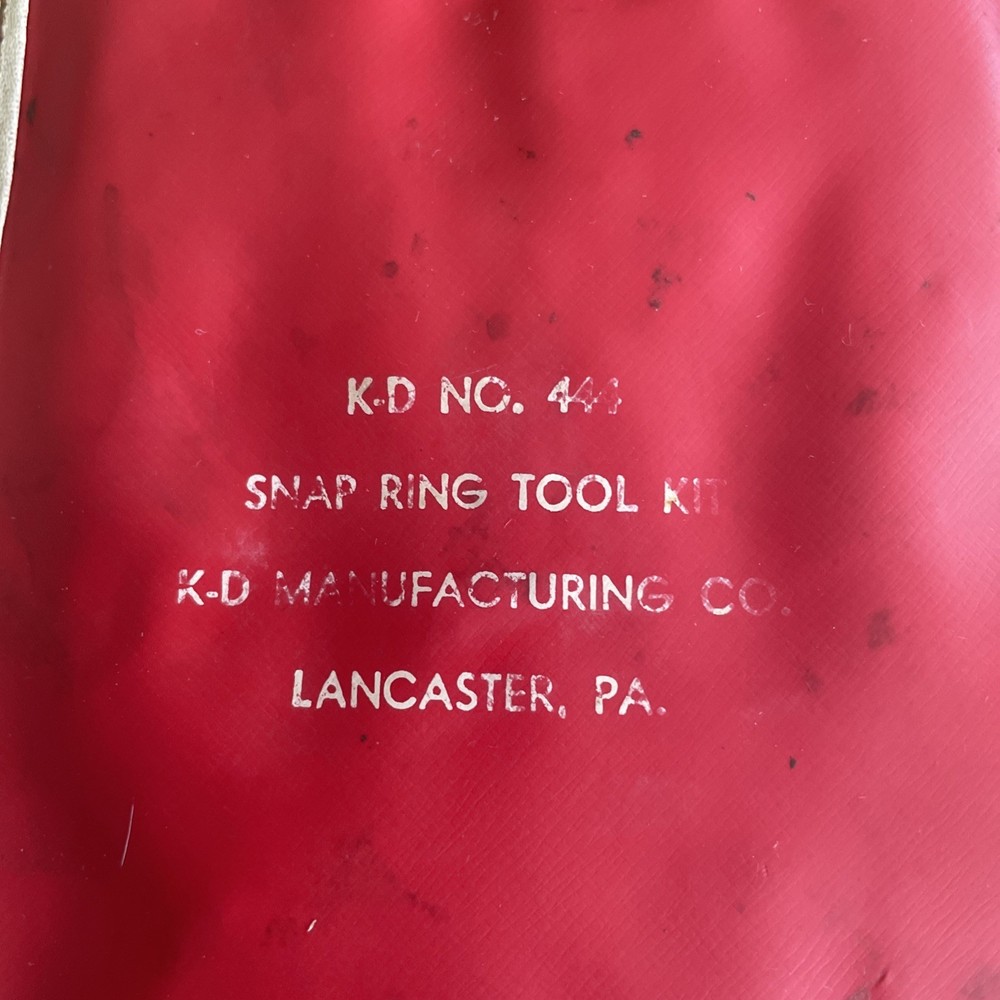 K-D NO. 444
SNAP RING TOOL KIT
K-D MANUFACTURING CO.
LANCASTER, PA.